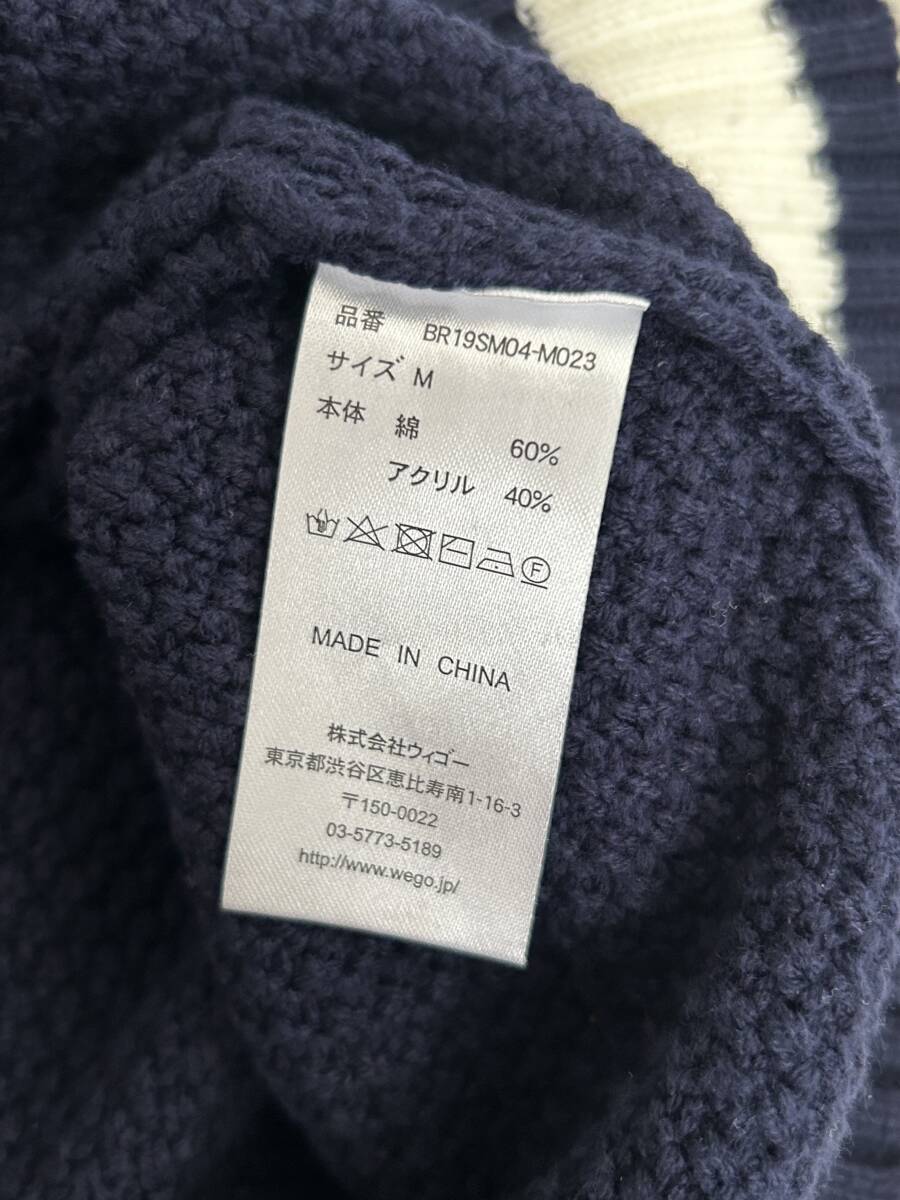 品番 BR19SM04-M023
サイズ M
本体 綿 60%
アクリル 40%
F
MADE IN CHINA
株式会社ウィゴー
東京都渋谷区恵比寿南1-16-3
〒150-0022
03-5773-5189
http://www.wego.jp/